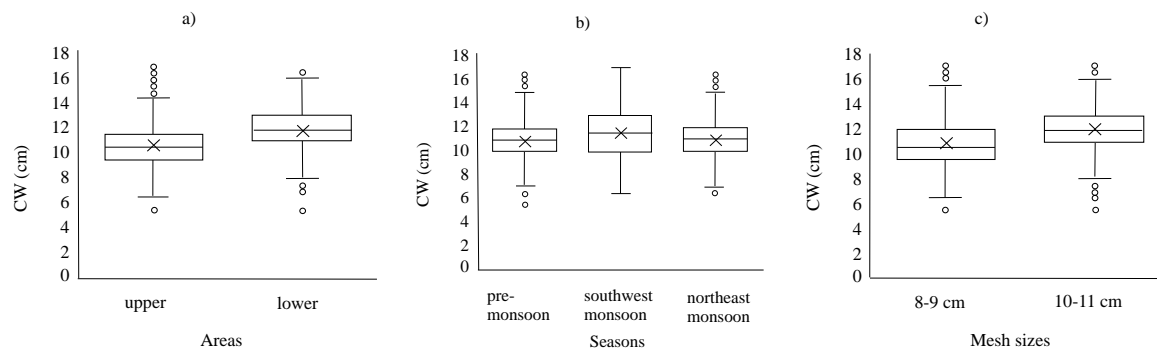 a)
CW (cm)
18
16
14
12
10
8
6
4
2
0
upper lower
Areas
b)
CW (cm)
18
16
14
12
10
8
6
4
2
0
pre- southwest northeast
monsoon monsoon monsoon
Seasons
c)
CW (cm)
18
16
14
12
10
8
6
4
2
0
8-9 cm 10-11 cm
Mesh sizes